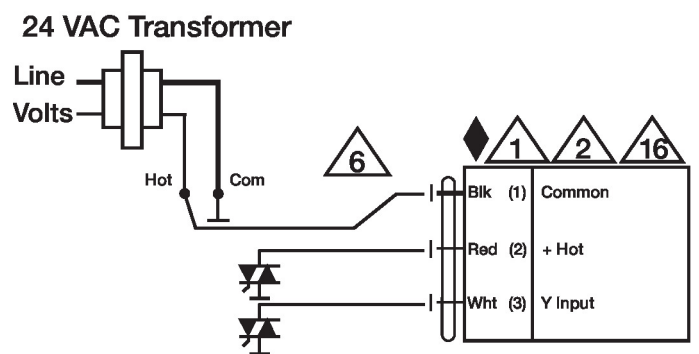 24 VAC Transformer
Line
Volts
Hot
Com
6
1
2
16
Blk (1) Common
Red (2) + Hot
Wht (3) Y Input